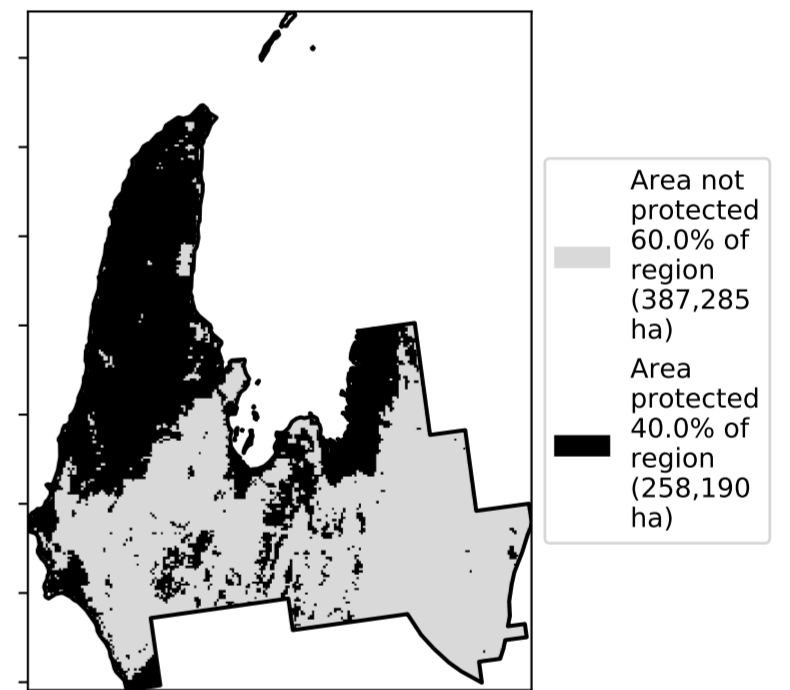 Area not
protected
60.0% of
region
(387,285
ha)
Area
protected
40.0% of
region
(258,190
ha)